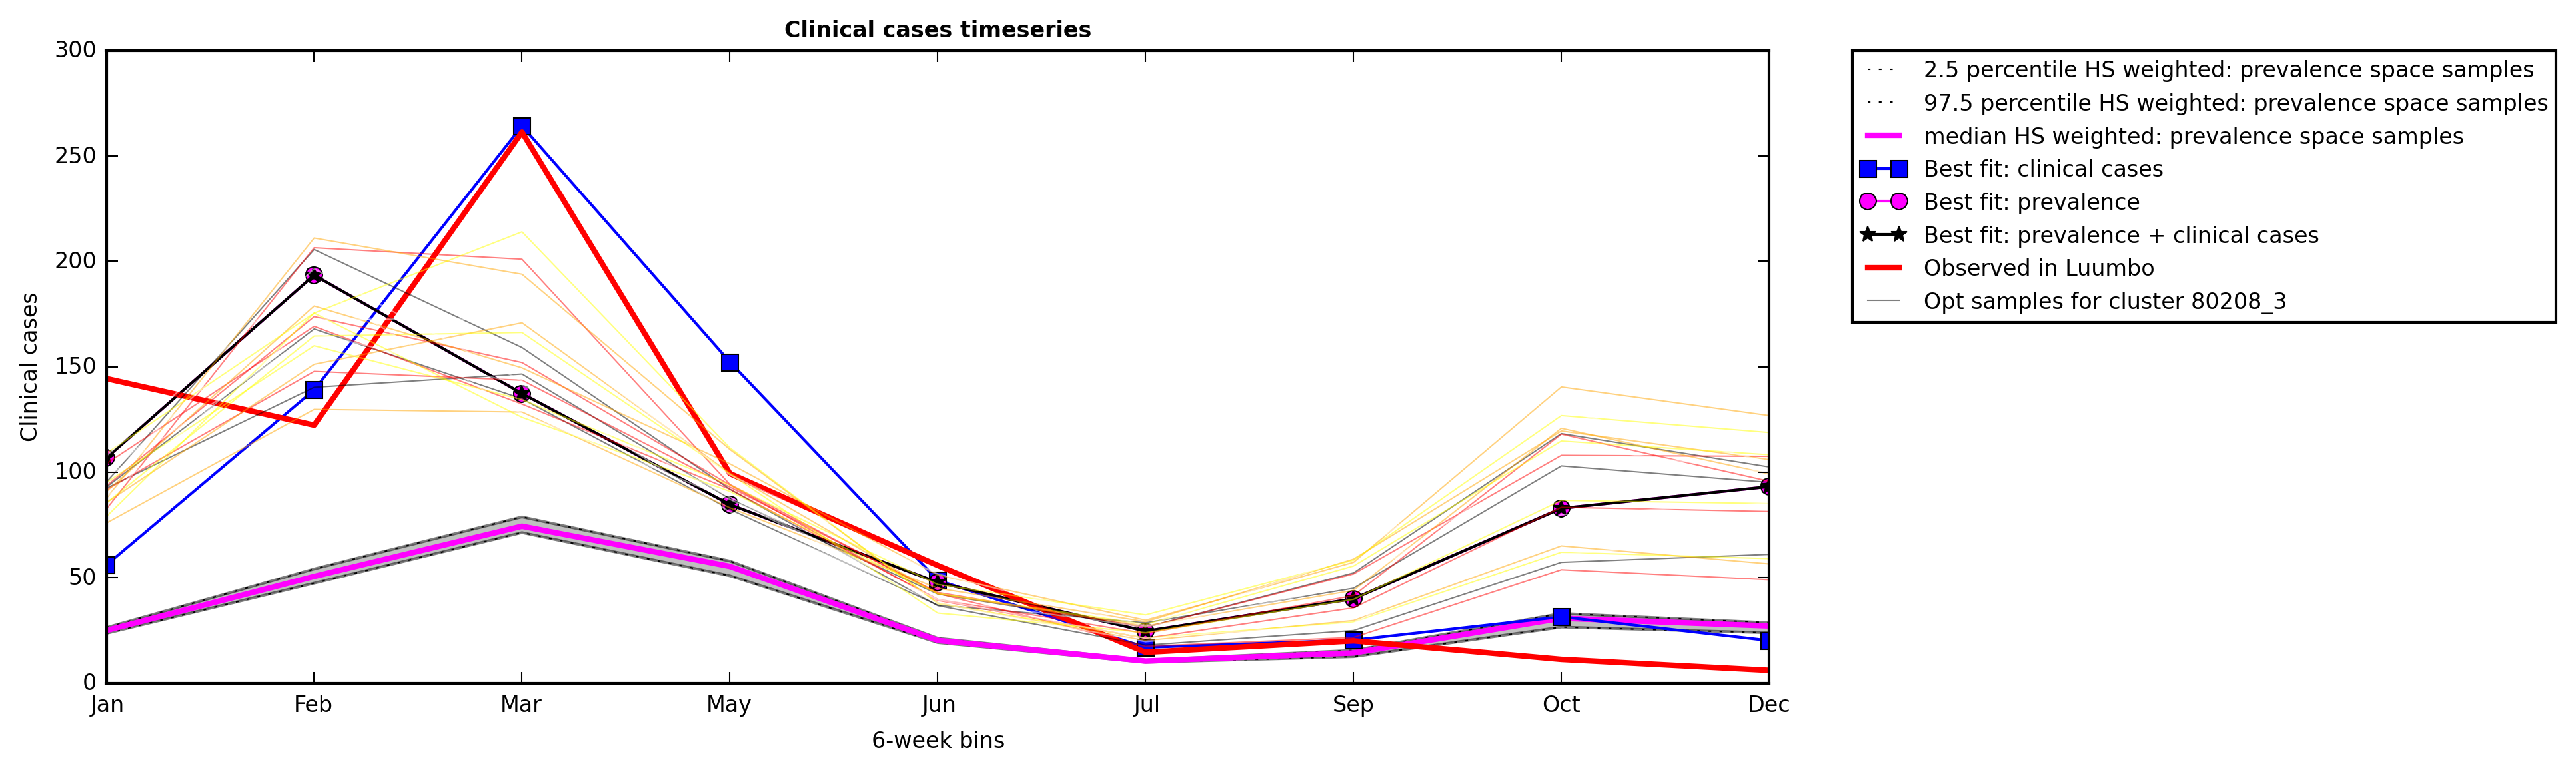 Clinical cases timeseries
300
250
200
150
100
50
0
Clinical cases
Jan Feb Mar May Jun Jul Sep Oct Dec
6-week bins
2.5 percentile HS weighted: prevalence space samples
97.5 percentile HS weighted: prevalence space samples
median HS weighted: prevalence space samples
Best fit: clinical cases
Best fit: prevalence
Best fit: prevalence + clinical cases
Observed in Luumbo
Opt samples for cluster 80208_3